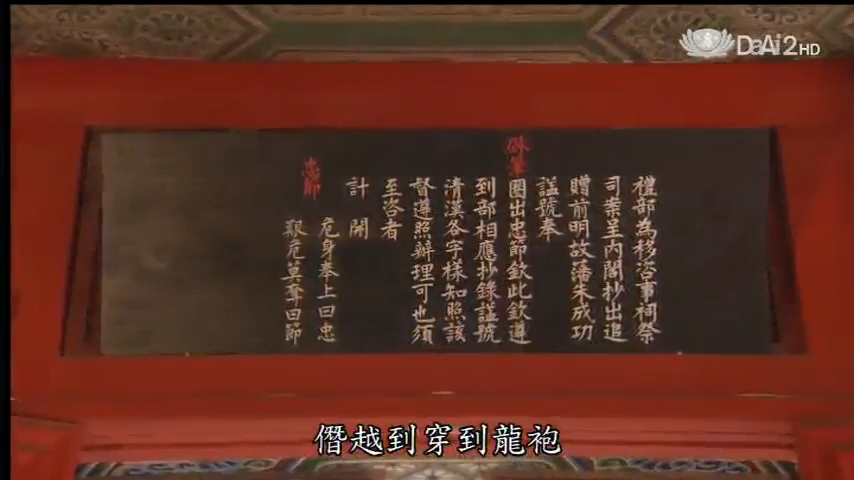 DaAi2HD
禮部為移咨事祠祭
司案呈內閣抄出追
贈前明故藩朱成功
諡號奉
硃筆
圈出忠節欽此欽遵
到部相應抄錄諡號
清漢各字樣知照該
督遵照辦理可也須
至咨者
計開
忠節
危身奉上曰忠
艱危莫奪曰節
僭越到穿到龍袍